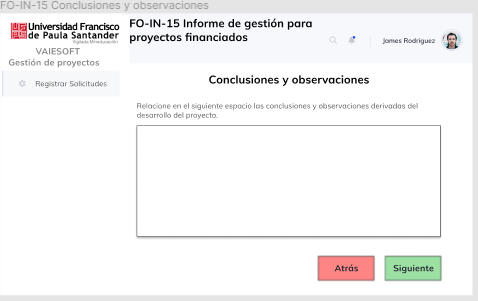 FO-IN-15 Conclusiones y observaciones
Universidad Francisco
de Paula Santander
Vigilada Mineducación
VAIESOFT
Gestión de proyectos
Registrar Solicitudes
FO-IN-15 Informe de gestión para
proyectos financiados
James Rodríguez
Conclusiones y observaciones
Relacione en el siguiente espacio las conclusiones y observaciones derivadas del
desarrollo del proyecto.
Atrás
Siguiente